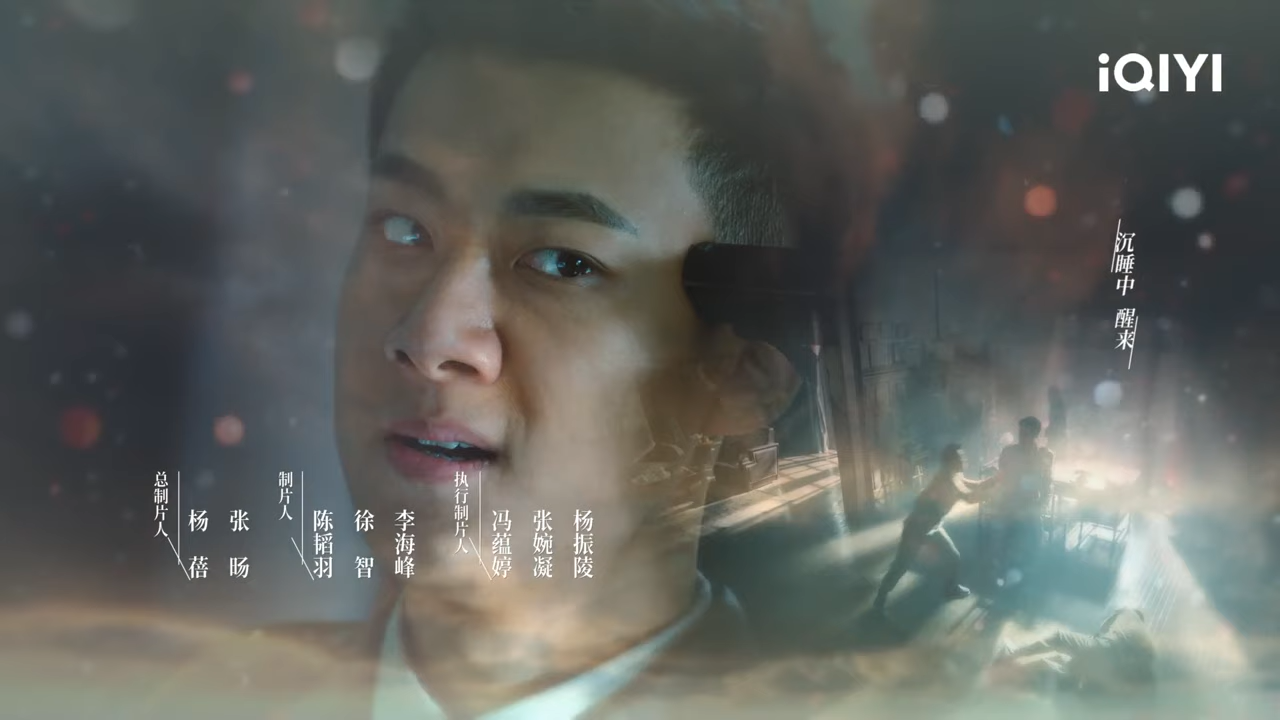 iQIYI
沉睡中 醒来
总制片人
杨蓓
张旸
制片人
陈韬羽
徐智
李海峰
执行制片人
冯蕴婷
张婉凝
杨振陵